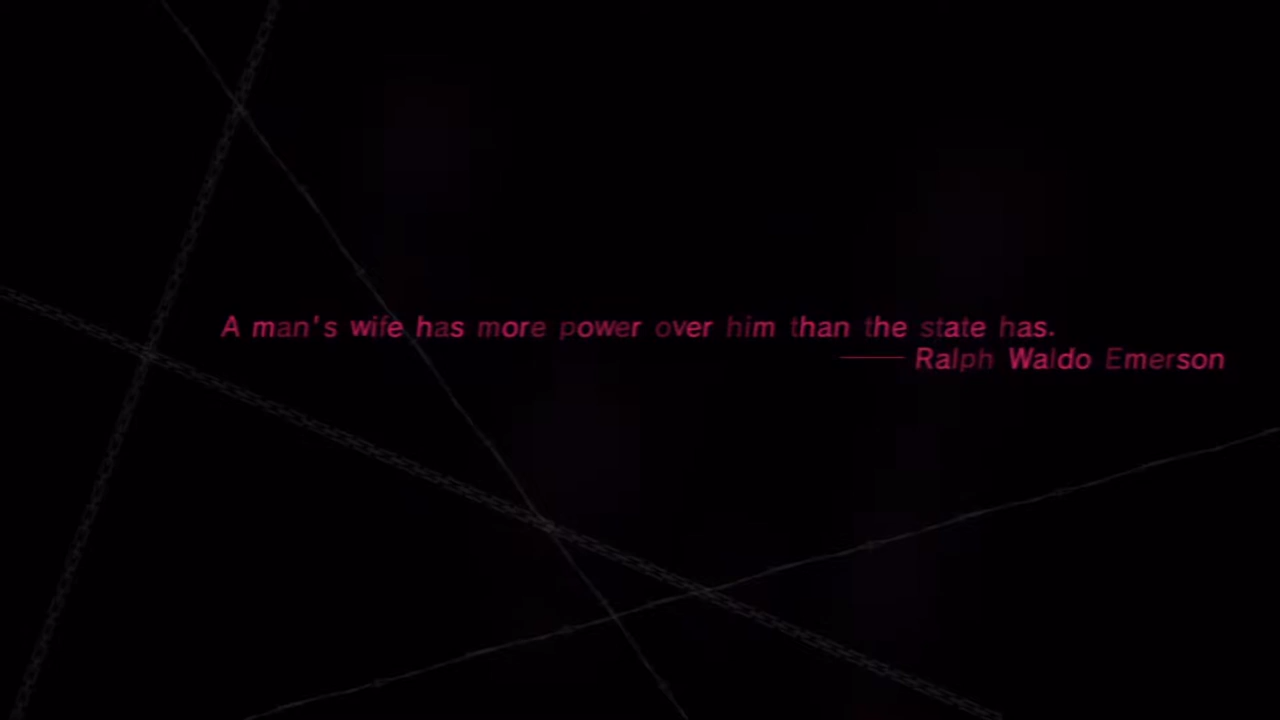 A man's wife has more power over him than the state has.
—— Ralph Waldo Emerson